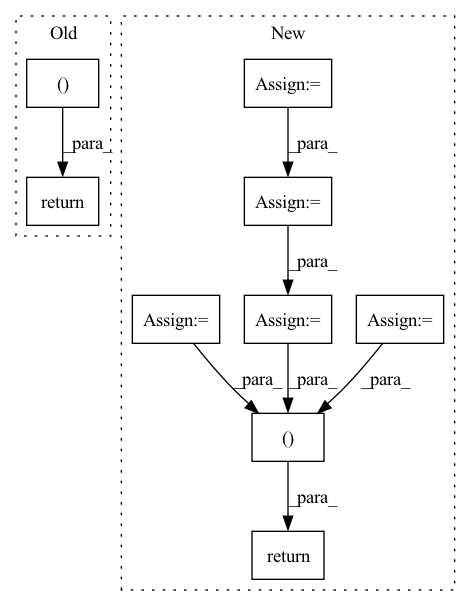 Old
New
()
Assign:=
_para_
_para_
return
Assign:=
_para_
Assign:=
Assign:=
Assign:=
_para_
_para_
_para_
()
_para_
return